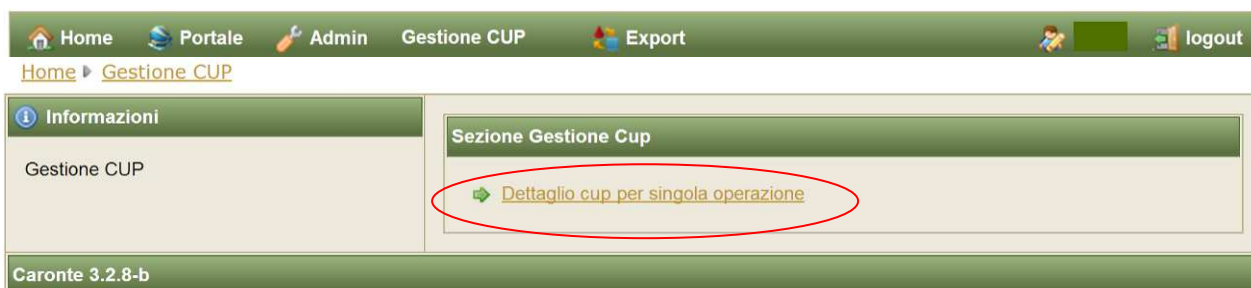 Home Portale Admin Gestione CUP Export logout
Home Gestione CUP
Informazioni
Gestione CUP
Sezione Gestione Cup
Dettaglio cup per singola operazione
Caronte 3.2.8-b